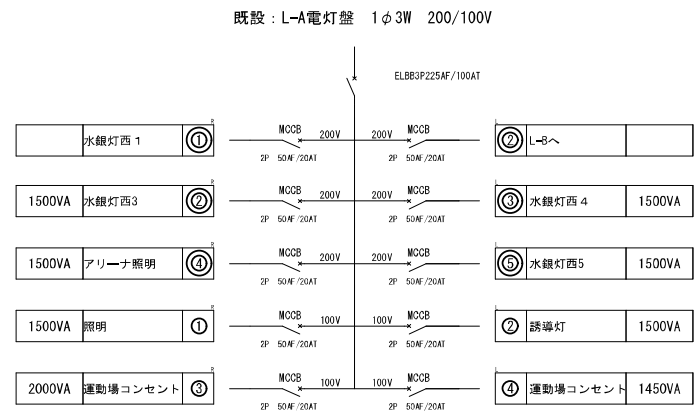 既設：L-A電灯盤 1φ3W 200/100V
ELBB3P225AF/100AT
R
水銀灯西1 ① MCCB 200V 2P 50AF/20AT
L
200V MCCB 2P 50AF/20AT ② L-Bへ
R
1500VA 水銀灯西3 ② MCCB 200V 2P 50AF/20AT
L
200V MCCB 2P 50AF/20AT ③ 水銀灯西4 1500VA
R
1500VA アリーナ照明 ④ MCCB 200V 2P 50AF/20AT
L
200V MCCB 2P 50AF/20AT ⑤ 水銀灯西5 1500VA
R
1500VA 照明 ① MCCB 100V 2P 50AF/20AT
L
100V MCCB 2P 50AF/20AT ② 誘導灯 1500VA
R
2000VA 運動場コンセント ③ MCCB 100V 2P 50AF/20AT
L
100V MCCB 2P 50AF/20AT ④ 運動場コンセント 1450VA